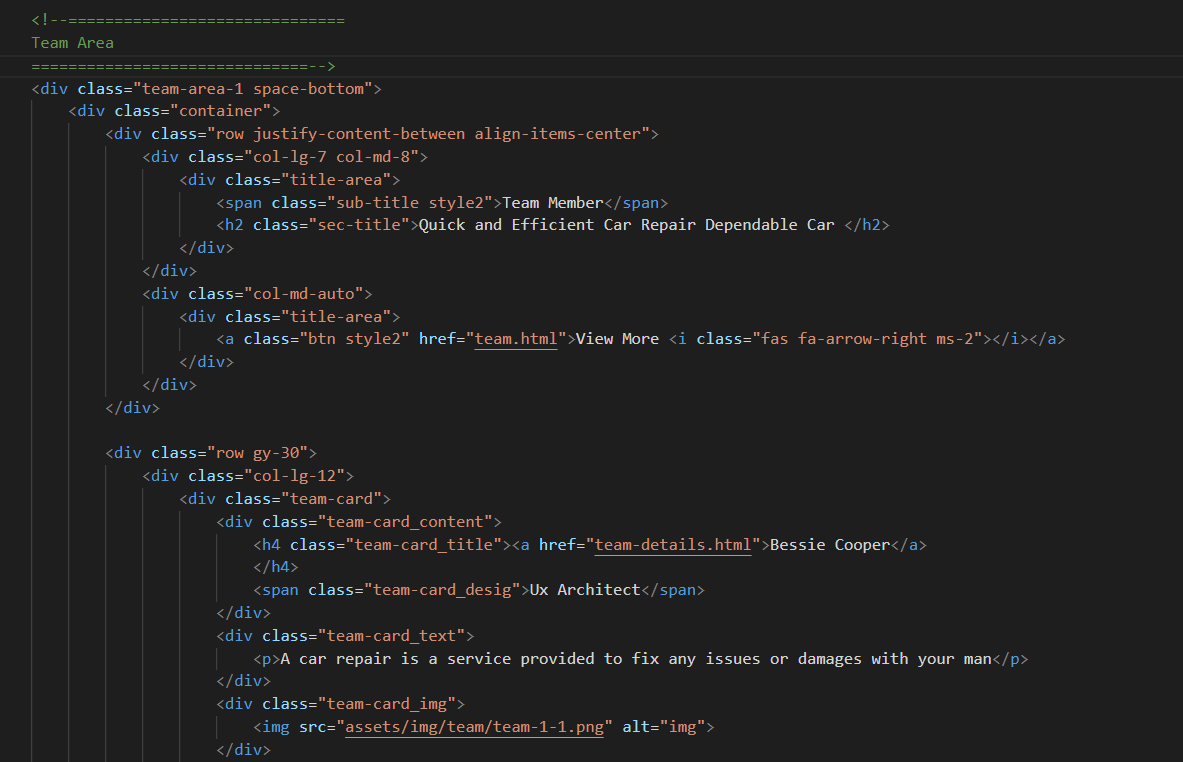 <!--==============================
Team Area
==============================-->
<div class="team-area-1 space-bottom">
    <div class="container">
        <div class="row justify-content-between align-items-center">
            <div class="col-lg-7 col-md-8">
                <div class="title-area">
                    <span class="sub-title style2">Team Member</span>
                    <h2 class="sec-title">Quick and Efficient Car Repair Dependable Car </h2>
                </div>
            </div>
            <div class="col-md-auto">
                <div class="title-area">
                    <a class="btn style2" href="team.html">View More <i class="fas fa-arrow-right ms-2"></i></a>
                </div>
            </div>
        </div>

        <div class="row gy-30">
            <div class="col-lg-12">
                <div class="team-card">
                    <div class="team-card_content">
                        <h4 class="team-card_title"><a href="team-details.html">Bessie Cooper</a>
                        </h4>
                        <span class="team-card_desig">Ux Architect</span>
                    </div>
                    <div class="team-card_text">
                        <p>A car repair is a service provided to fix any issues or damages with your man</p>
                    </div>
                    <div class="team-card_img">
                        <img src="assets/img/team/team-1-1.png" alt="img">
                    </div>